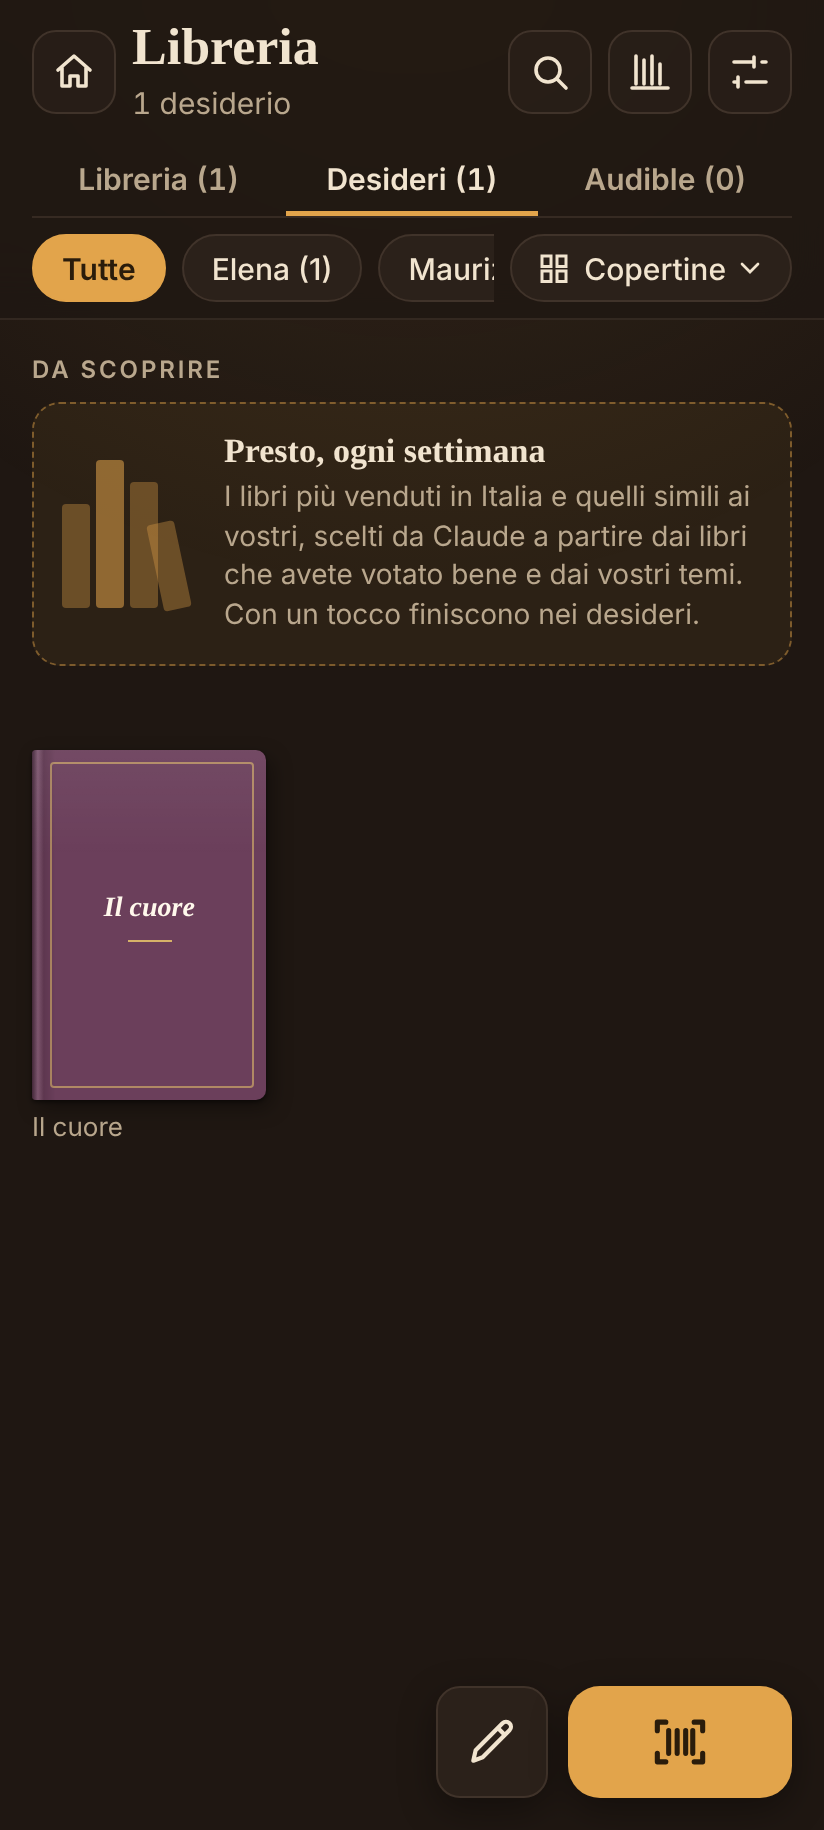 Libreria
1 desiderio
Libreria (1) Desideri (1) Audible (0)
Tutte Elena (1) Copertine
DA SCOPRIRE
Presto, ogni settimana
I libri più venduti in Italia e quelli simili ai
vostri, scelti da Claude a partire dai libri
che avete votato bene e dai vostri temi.
Con un tocco finiscono nei desideri.
Il cuore
Il cuore